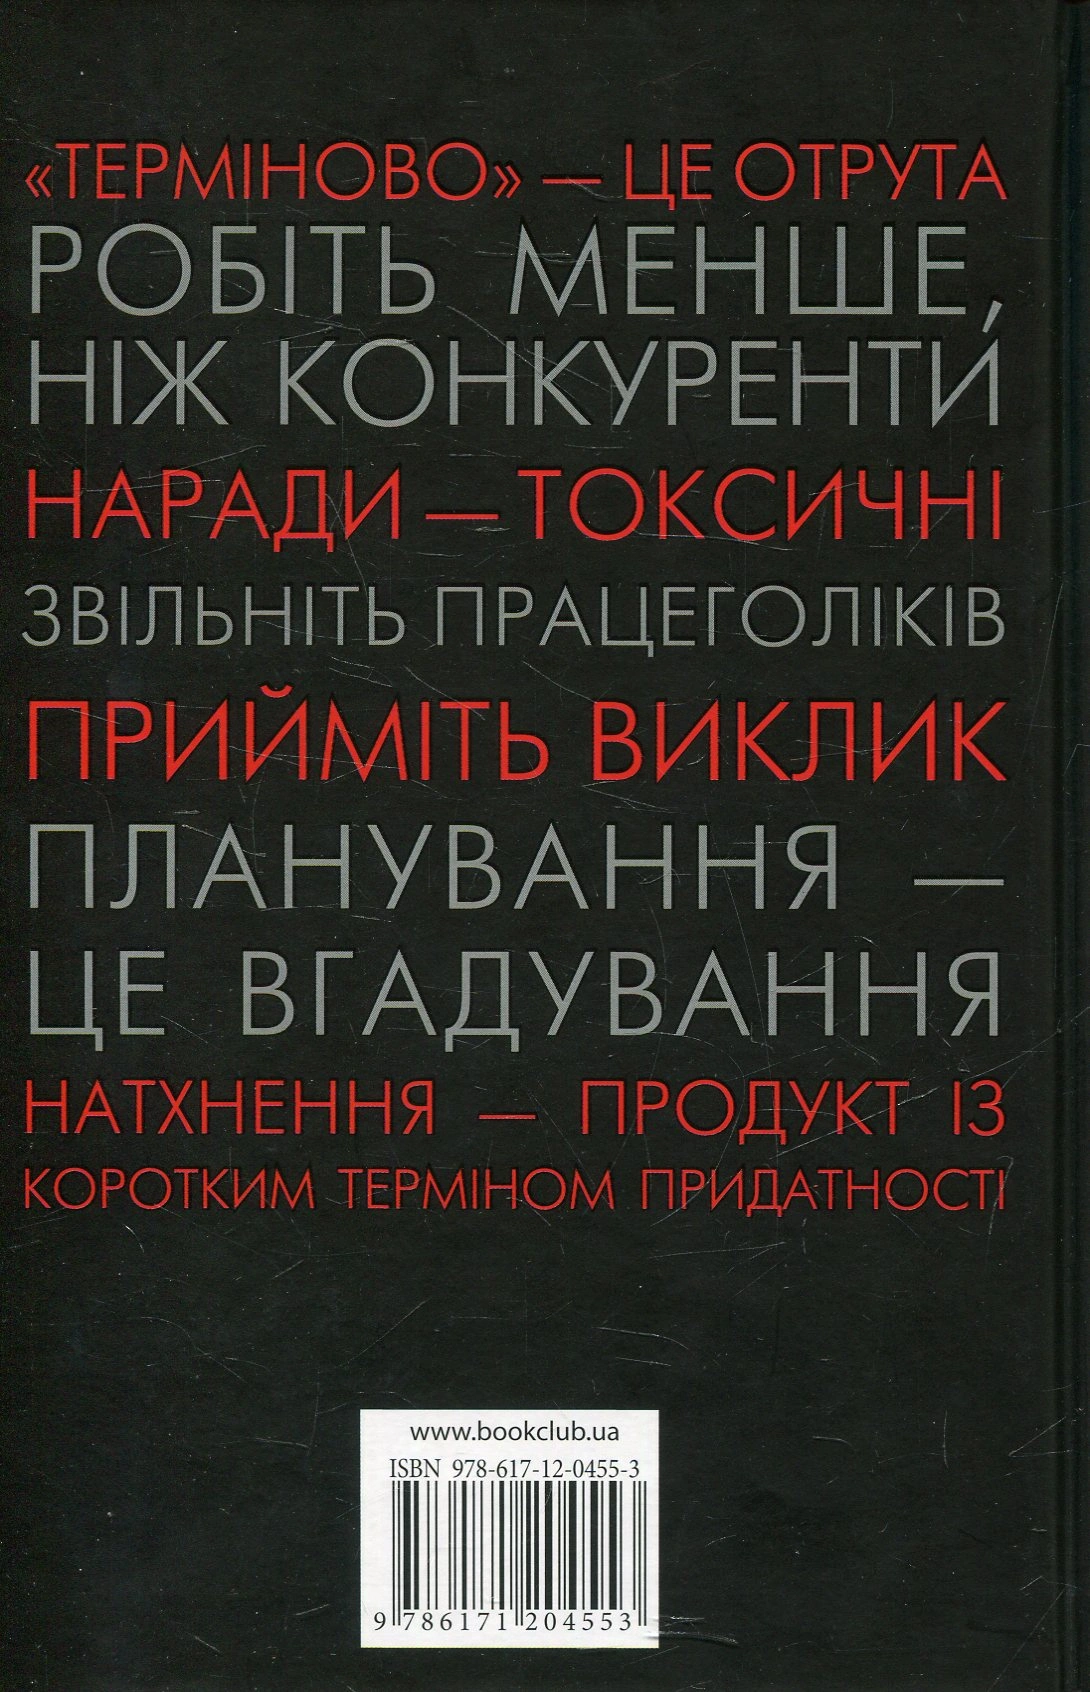 «ТЕРМІНОВО» — ЦЕ ОТРУТА
РОБІТЬ МЕНШЕ,
НІЖ КОНКУРЕНТИ
НАРАДИ — ТОКСИЧНІ
ЗВІЛЬНІТЬ ПРАЦЕГОЛІКІВ
ПРИЙМІТЬ ВИКЛИК
ПЛАНУВАННЯ —
ЦЕ ВГАДУВАННЯ
НАТХНЕННЯ — ПРОДУКТ ІЗ
КОРОТКИМ ТЕРМІНОМ ПРИДАТНОСТІ
www.bookclub.ua
ISBN 978-617-12-0455-3
9 786171 204553